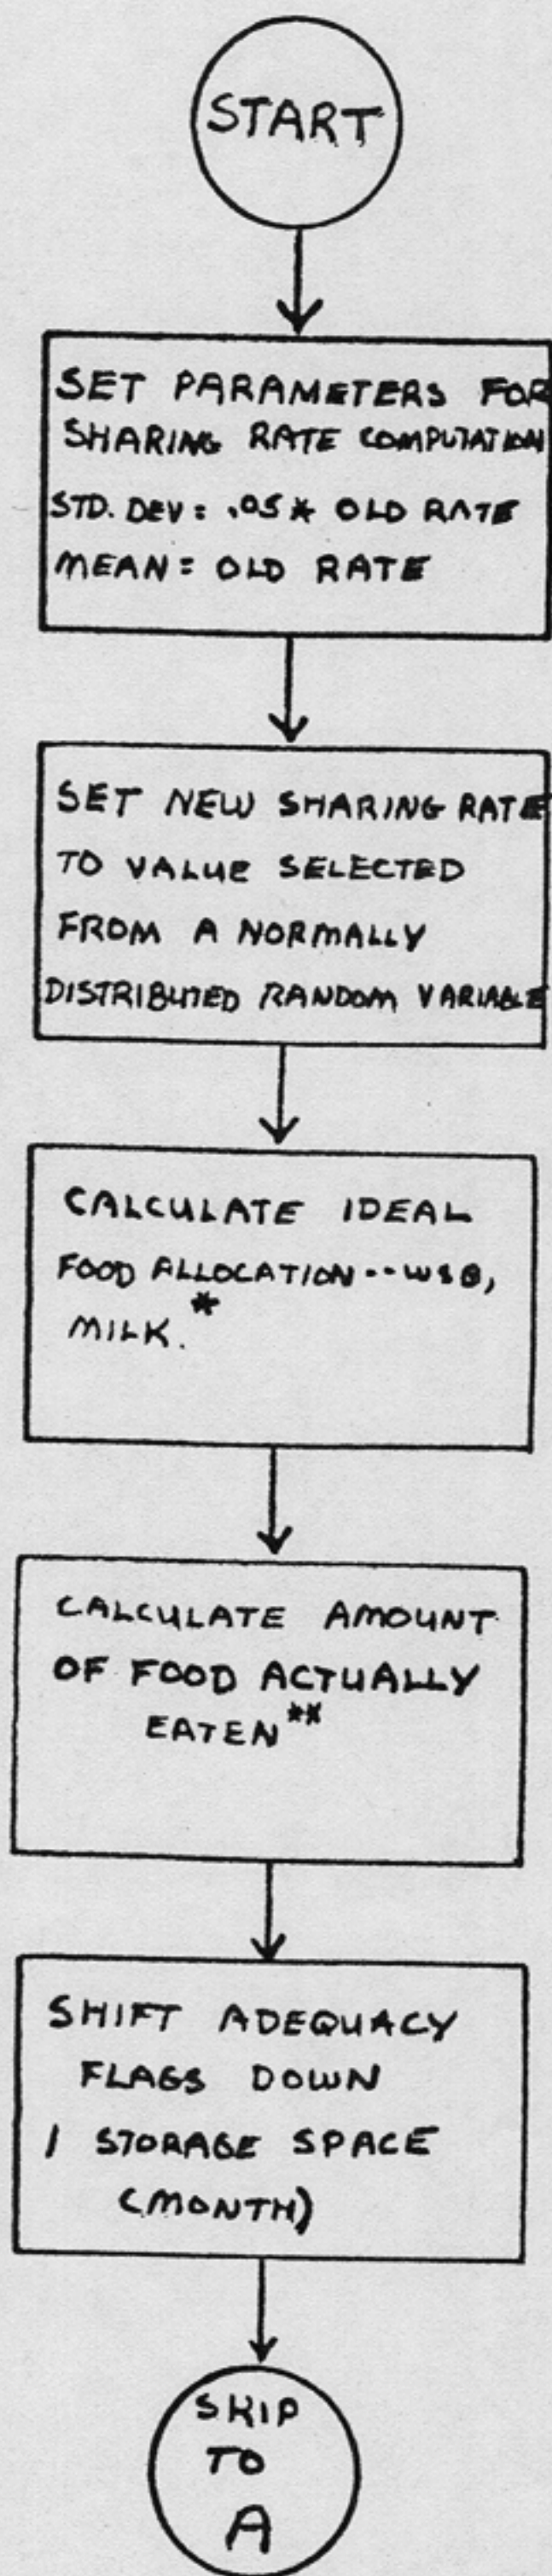 START
SET PARAMETERS FOR
SHARING RATE COMPUTATION
STD. DEV = .05 * OLD RATE
MEAN = OLD RATE
SET NEW SHARING RATE
TO VALUE SELECTED
FROM A NORMALLY
DISTRIBUTED RANDOM VARIABLE
CALCULATE IDEAL
FOOD ALLOCATION --
MILK.*
CALCULATE AMOUNT
OF FOOD ACTUALLY
EATEN**
SHIFT ADEQUACY
FLAGS DOWN
1 STORAGE SPACE
(MONTH)
SKIP
TO
A